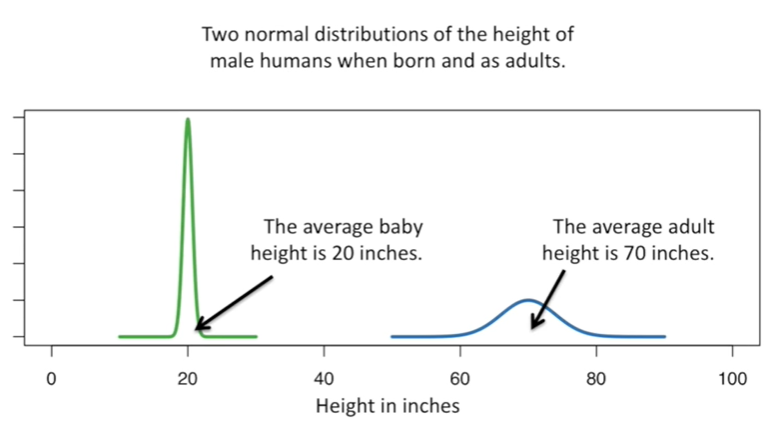 Two normal distributions of the height of
male humans when born and as adults.
The average baby
height is 20 inches.
The average adult
height is 70 inches.
0 20 40 60 80 100
Height in inches